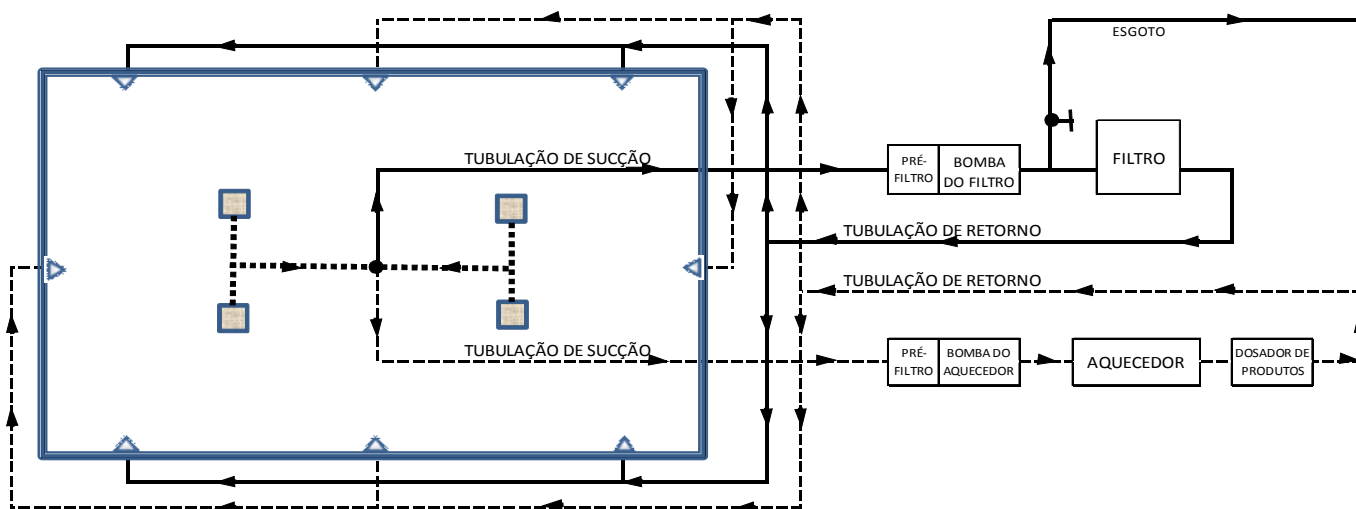 ESGOTO
TUBULAÇÃO DE SUCÇÃO
PRÉ-
FILTRO
BOMBA
DO FILTRO
FILTRO
TUBULAÇÃO DE RETORNO
TUBULAÇÃO DE RETORNO
TUBULAÇÃO DE SUCÇÃO
PRÉ-
FILTRO
BOMBA DO
AQUECEDOR
AQUECEDOR
DOSADOR DE
PRODUTOS